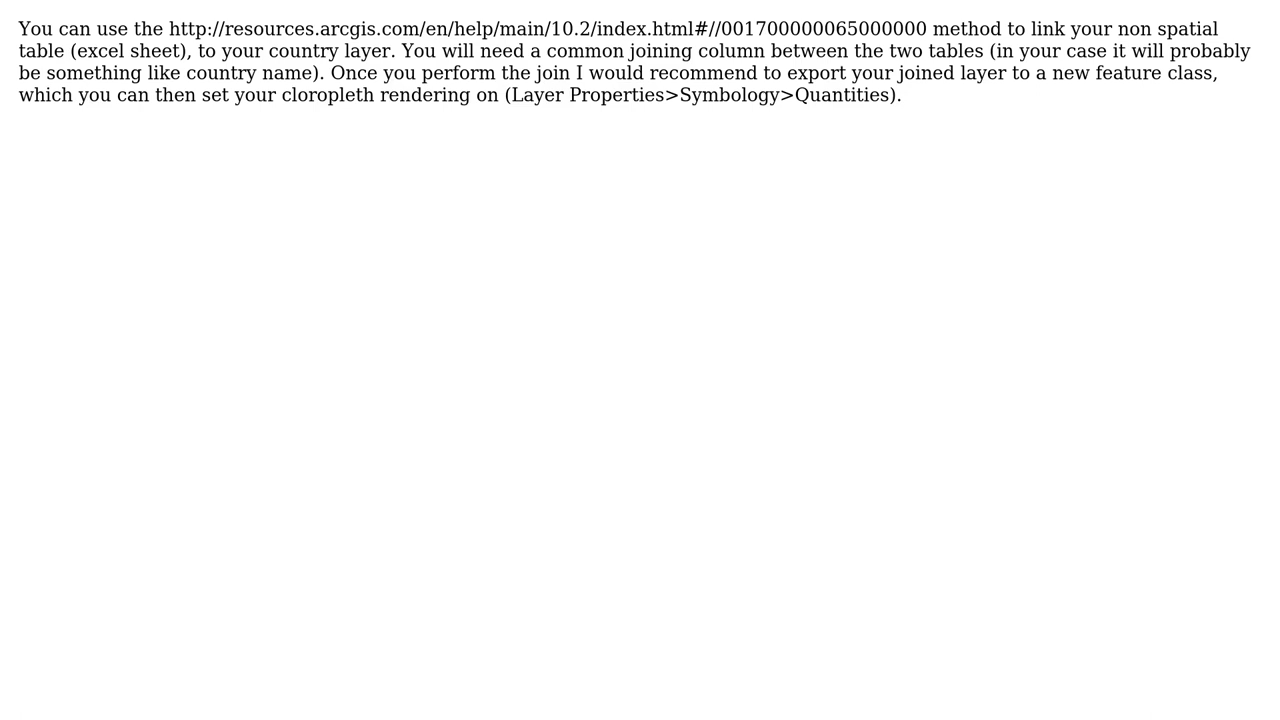 You can use the http://resources.arcgis.com/en/help/main/10.2/index.html#//001700000065000000 method to link your non spatial
table (excel sheet), to your country layer. You will need a common joining column between the two tables (in your case it will probably
be something like country name). Once you perform the join I would recommend to export your joined layer to a new feature class,
which you can then set your cloropleth rendering on (Layer Properties>Symbology>Quantities).